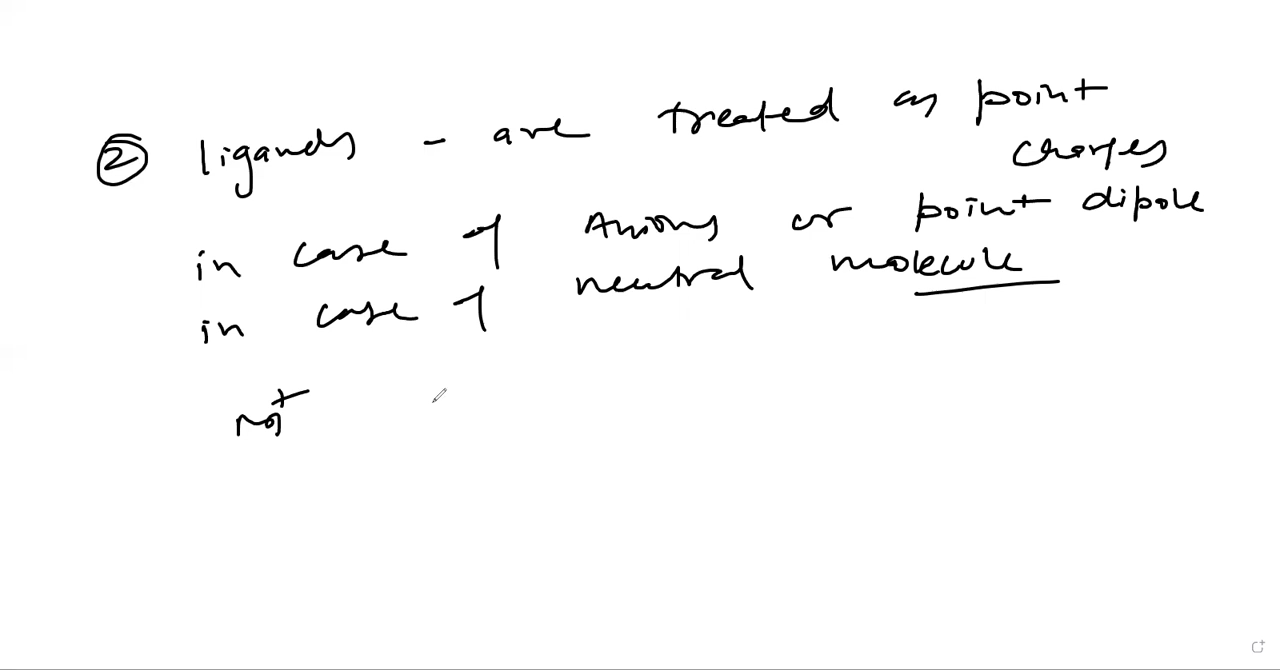 ② ligands - are treated as point
charges
in case of Anions or point dipole
in case of neutral molecule
M+